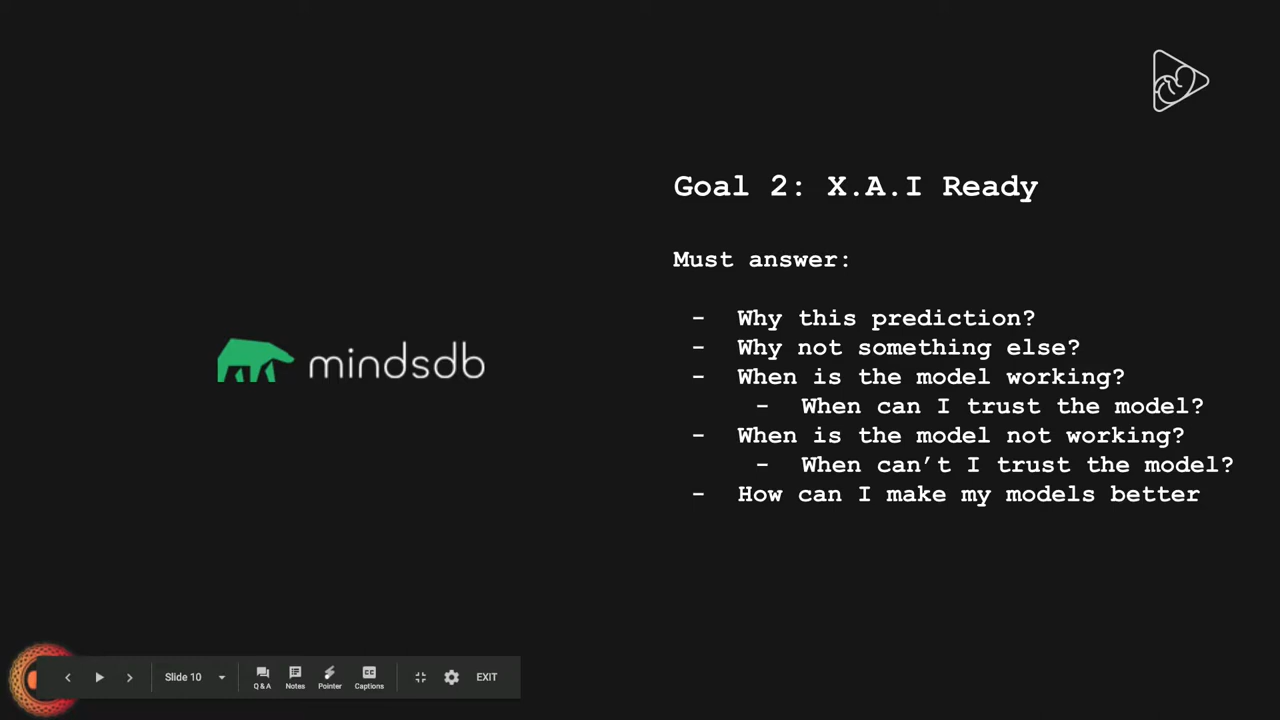 Goal 2: X.A.I Ready
Must answer:
- Why this prediction?
- Why not something else?
- When is the model working?
- When can I trust the model?
- When is the model not working?
- When can’t I trust the model?
- How can I make my models better
mindsdb
Slide 10
Q & A
Notes
Pointer
CC
Captions
EXIT